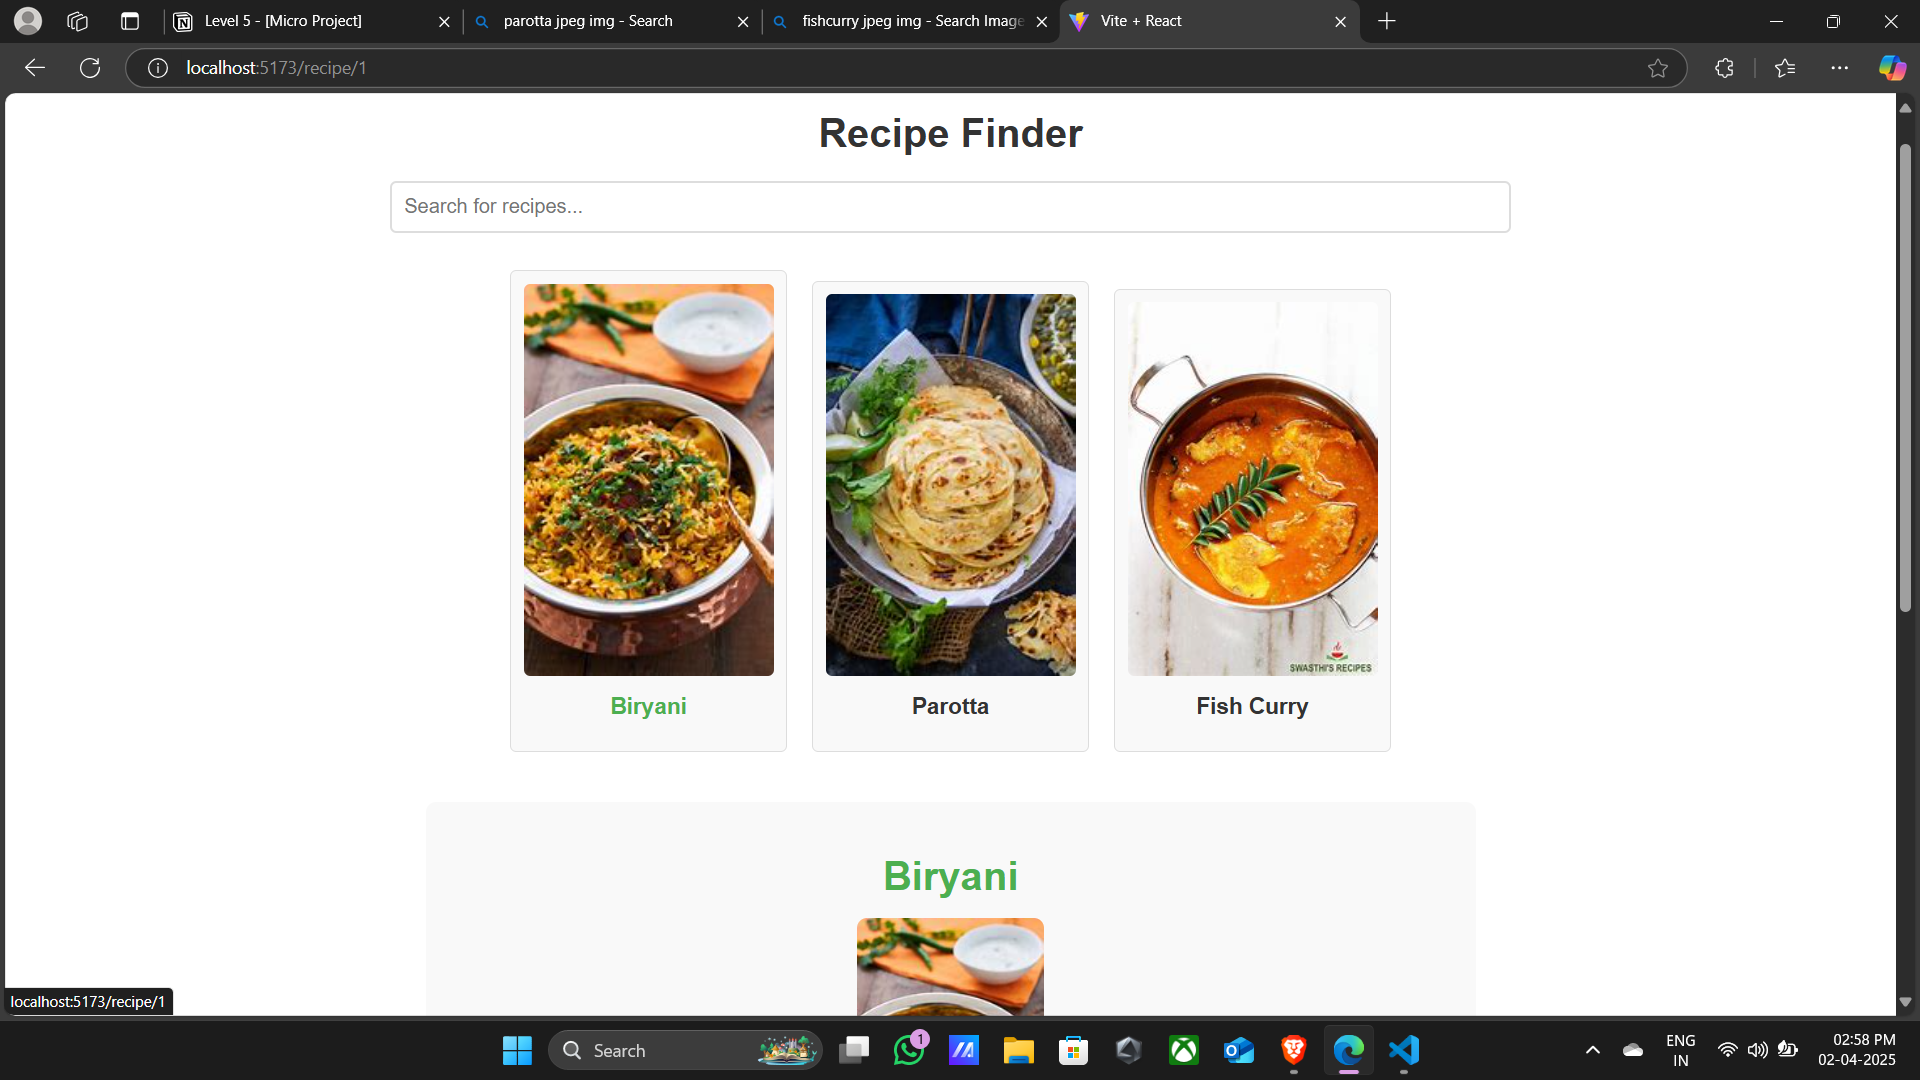 Level 5 - [Micro Project]
parotta jpeg img - Search
fishcurry jpeg img - Search Image
Vite + React
localhost:5173/recipe/1
Recipe Finder
Search for recipes...
SWASTHI'S RECIPES
Biryani
Parotta
Fish Curry
Biryani
localhost:5173/recipe/1
Search
1
ENG
IN
02:58 PM
02-04-2025